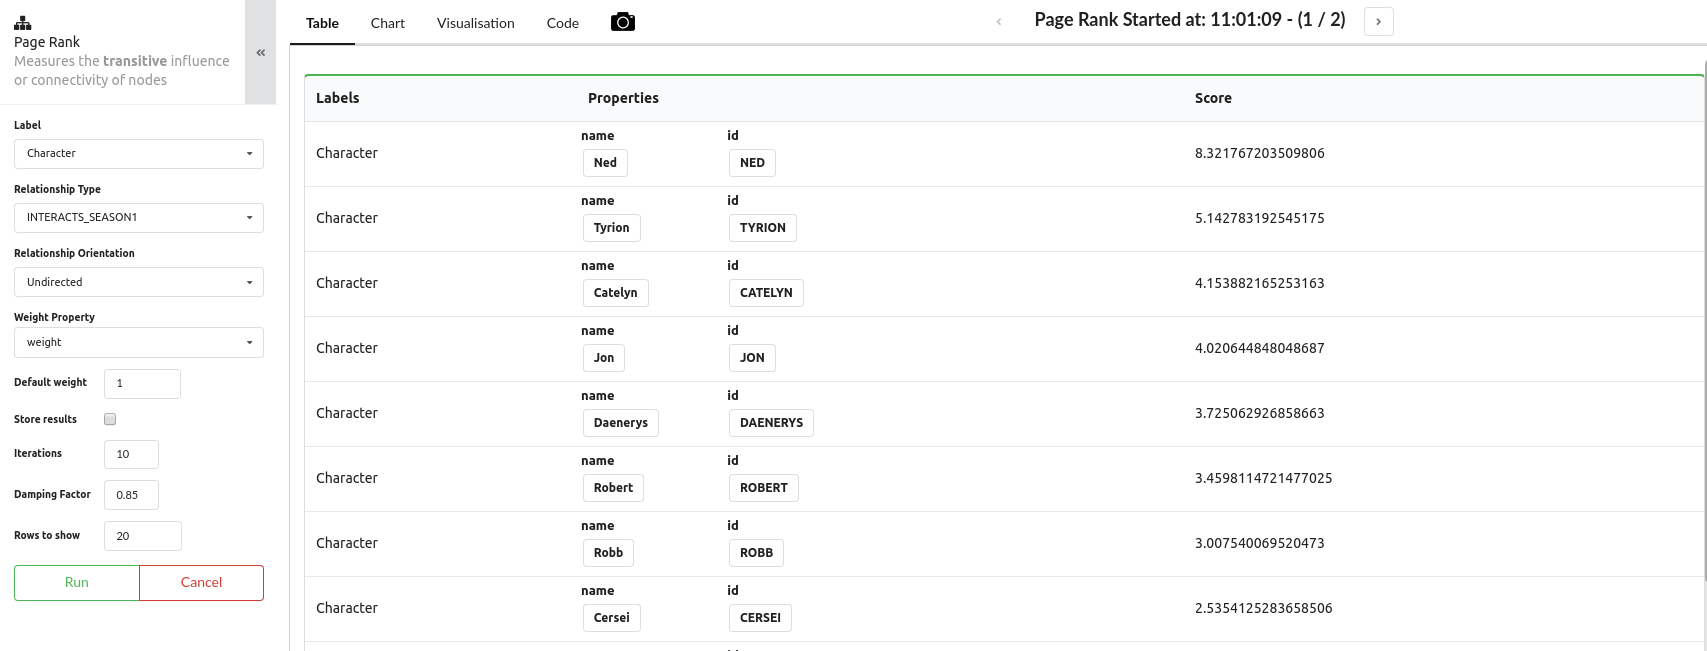 Page Rank
Measures the transitive influence
or connectivity of nodes
«
Label
Character
Relationship Type
INTERACTS_SEASON1
Relationship Orientation
Undirected
Weight Property
weight
Default weight 1
Store results
Iterations 10
Damping Factor 0.85
Rows to show 20
Run Cancel
Table Chart Visualisation Code
‹ Page Rank Started at: 11:01:09 - (1 / 2) ›
Labels Properties Score
name id
Character Ned NED 8.321767203509806
name id
Character Tyrion TYRION 5.142783192545175
name id
Character Catelyn CATELYN 4.153882165253163
name id
Character Jon JON 4.020644848048687
name id
Character Daenerys DAENERYS 3.725062926858663
name id
Character Robert ROBERT 3.4598114721477025
name id
Character Robb ROBB 3.007540069520473
name id
Character Cersei CERSEI 2.5354125283658506